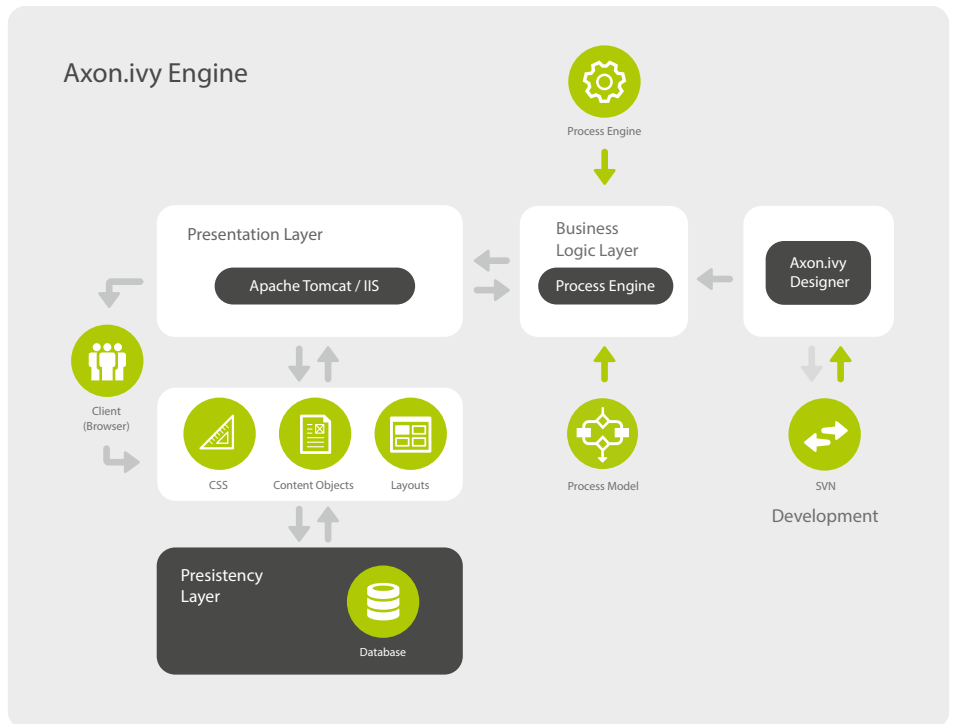 Axon.ivy Engine
Process Engine
Presentation Layer
Apache Tomcat / IIS
Business
Logic Layer
Process Engine
Axon.ivy
Designer
Client
(Browser)
CSS
Content Objects
Layouts
Process Model
SVN
Development
Presistency
Layer
Database